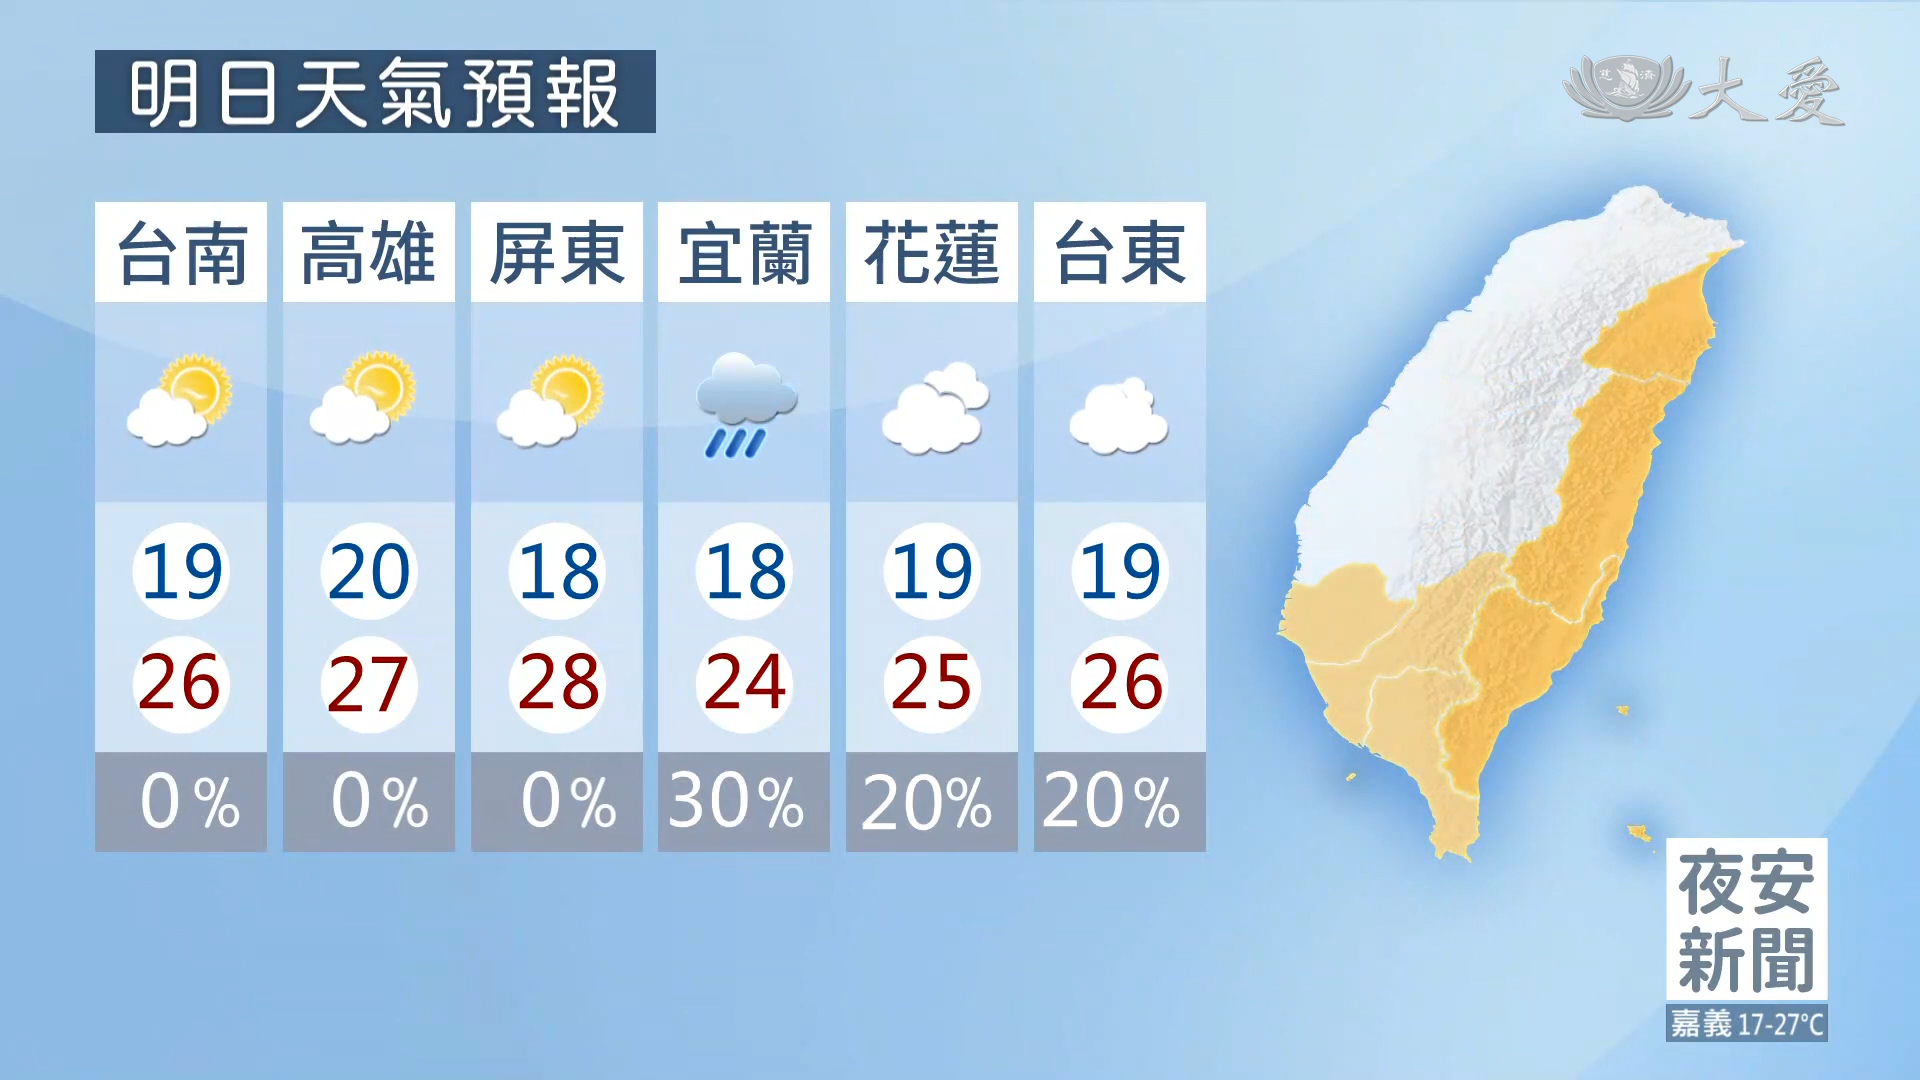 明日天氣預報
慈濟
大愛
台南 高雄 屏東 宜蘭 花蓮 台東
19 20 18 18 19 19
26 27 28 24 25 26
0% 0% 0% 30% 20% 20%
夜安
新聞
嘉義 17-27°C